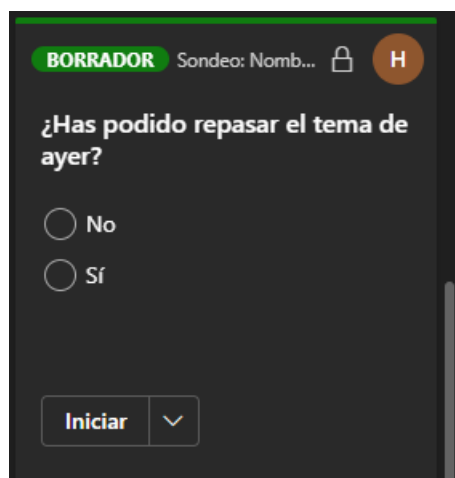 BORRADOR Sondeo: Nomb... H
¿Has podido repasar el tema de
ayer?
No
Sí
Iniciar